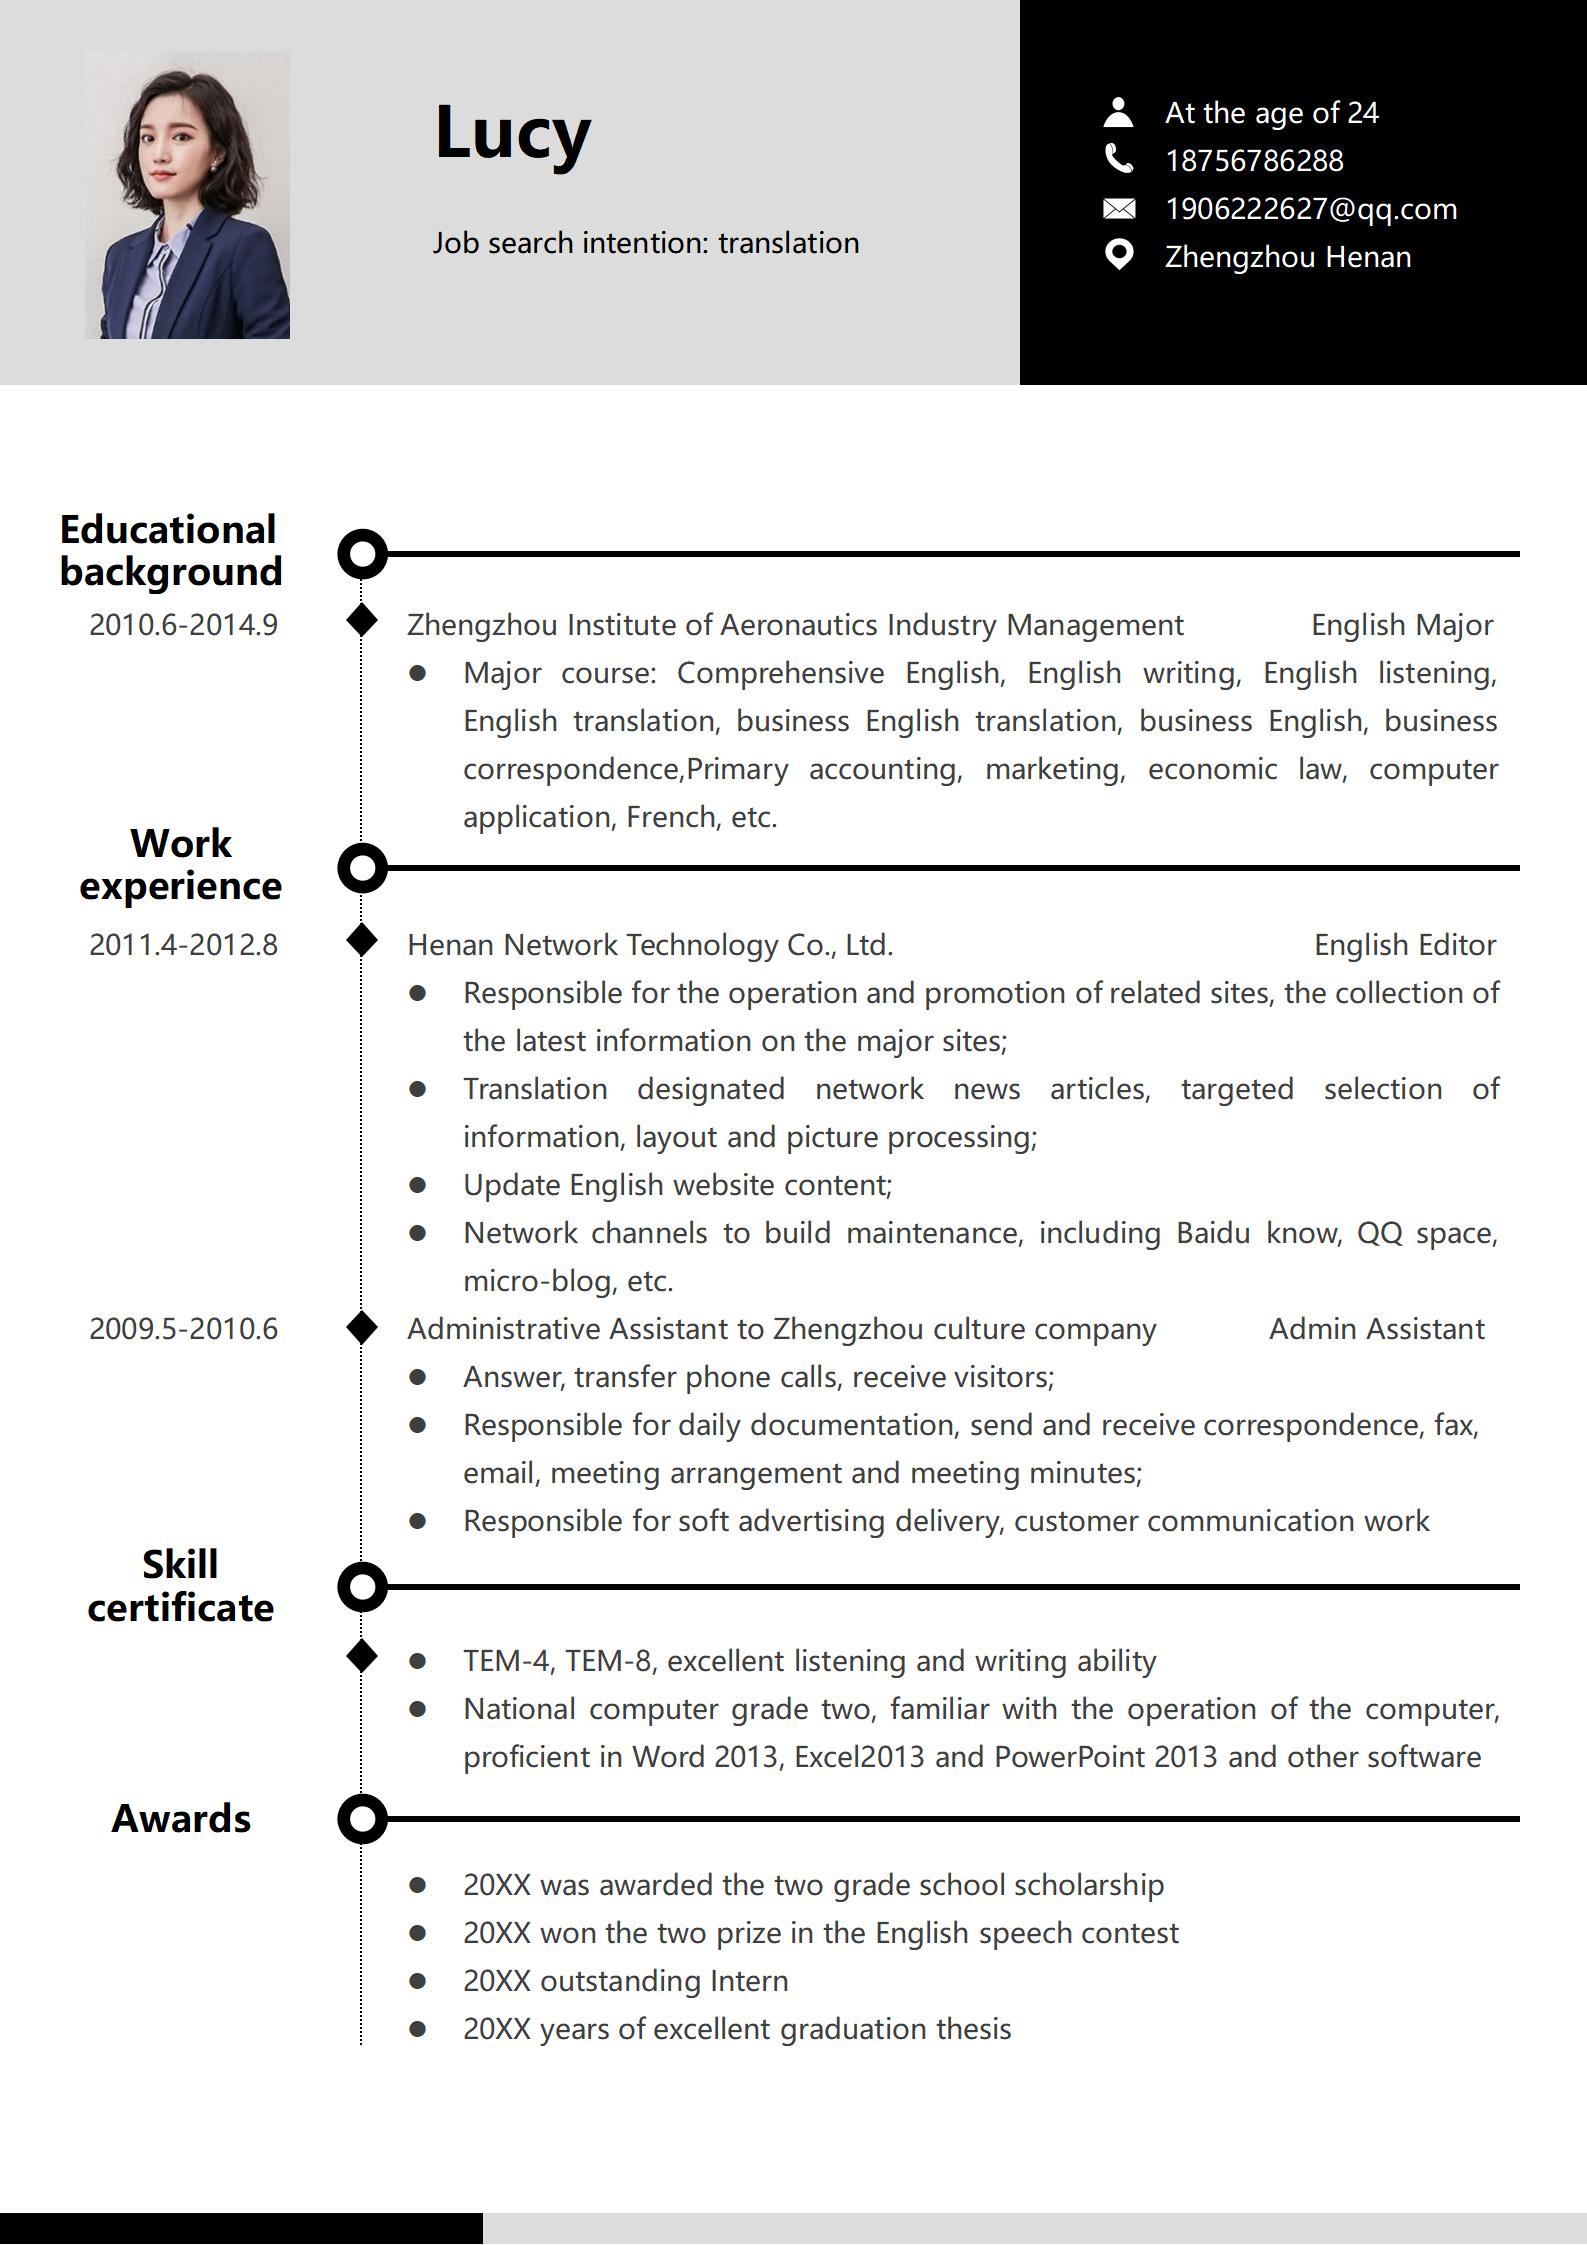 Lucy
Job search intention: translation
At the age of 24
18756786288
1906222627@qq.com
Zhengzhou Henan
Educational
background
2010.6-2014.9
Zhengzhou Institute of Aeronautics Industry Management English Major
● Major course: Comprehensive English, English writing, English listening,
English translation, business English translation, business English, business
correspondence,Primary accounting, marketing, economic law, computer
application, French, etc.
Work
experience
2011.4-2012.8
Henan Network Technology Co., Ltd. English Editor
● Responsible for the operation and promotion of related sites, the collection of
the latest information on the major sites;
● Translation designated network news articles, targeted selection of
information, layout and picture processing;
● Update English website content;
● Network channels to build maintenance, including Baidu know, QQ space,
micro-blog, etc.
2009.5-2010.6
Administrative Assistant to Zhengzhou culture company Admin Assistant
● Answer, transfer phone calls, receive visitors;
● Responsible for daily documentation, send and receive correspondence, fax,
email, meeting arrangement and meeting minutes;
● Responsible for soft advertising delivery, customer communication work
Skill
certificate
● TEM-4, TEM-8, excellent listening and writing ability
● National computer grade two, familiar with the operation of the computer,
proficient in Word 2013, Excel2013 and PowerPoint 2013 and other software
Awards
● 20XX was awarded the two grade school scholarship
● 20XX won the two prize in the English speech contest
● 20XX outstanding Intern
● 20XX years of excellent graduation thesis